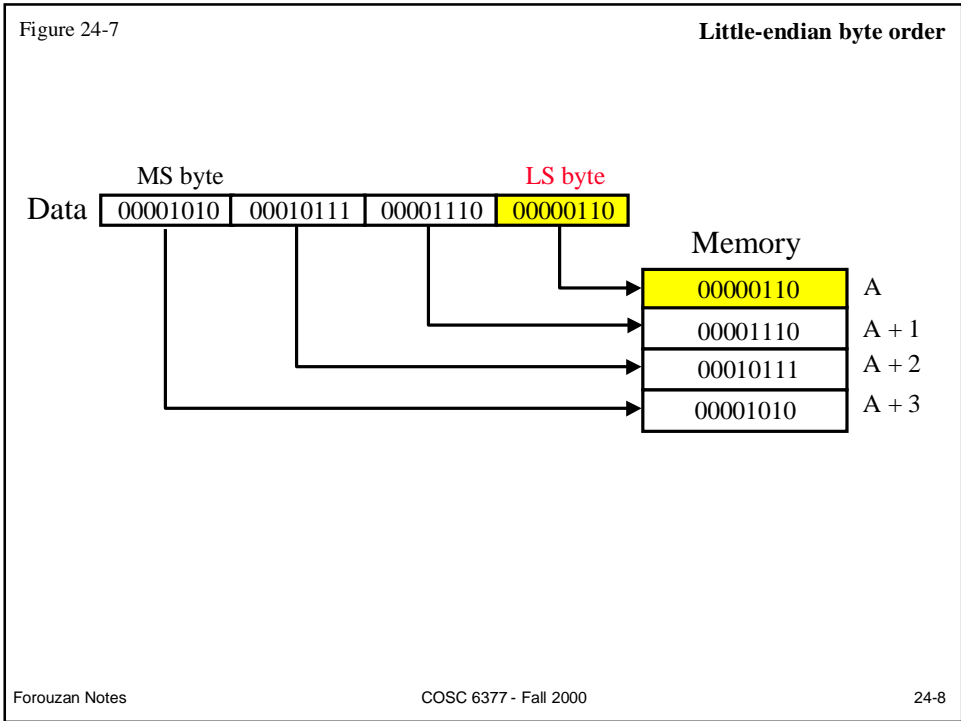 Figure 24-7
Little-endian byte order
MS byte
LS byte
Data 00001010 00010111 00001110 00000110
Memory
00000110 A
00001110 A + 1
00010111 A + 2
00001010 A + 3
Forouzan Notes
COSC 6377 - Fall 2000
24-8